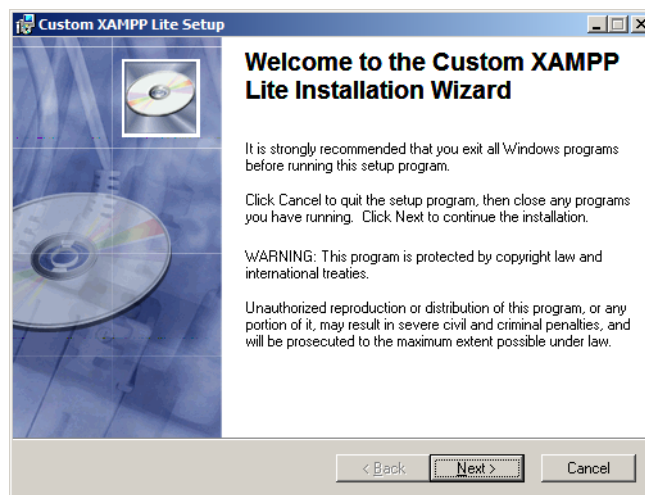 Custom XAMPP Lite Setup
Welcome to the Custom XAMPP
Lite Installation Wizard
It is strongly recommended that you exit all Windows programs
before running this setup program.
Click Cancel to quit the setup program, then close any programs
you have running.  Click Next to continue the installation.
WARNING: This program is protected by copyright law and
international treaties.
Unauthorized reproduction or distribution of this program, or any
portion of it, may result in severe civil and criminal penalties, and
will be prosecuted to the maximum extent possible under law.
< Back Next > Cancel